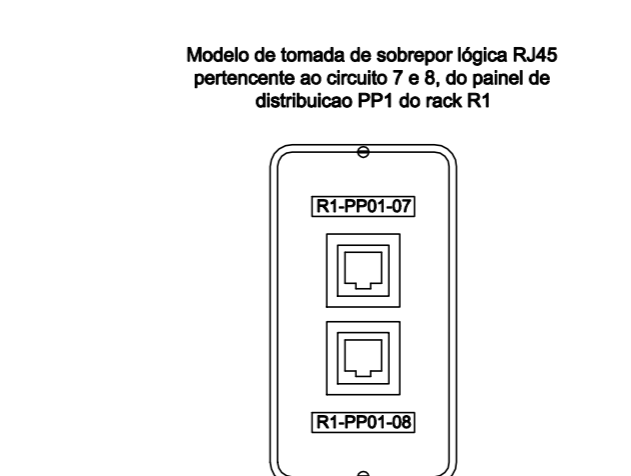 Modelo de tomada de sobrepor lógica RJ45
pertencente ao circuito 7 e 8, do painel de
distribuicao PP1 do rack R1
R1-PP01-07
R1-PP01-08